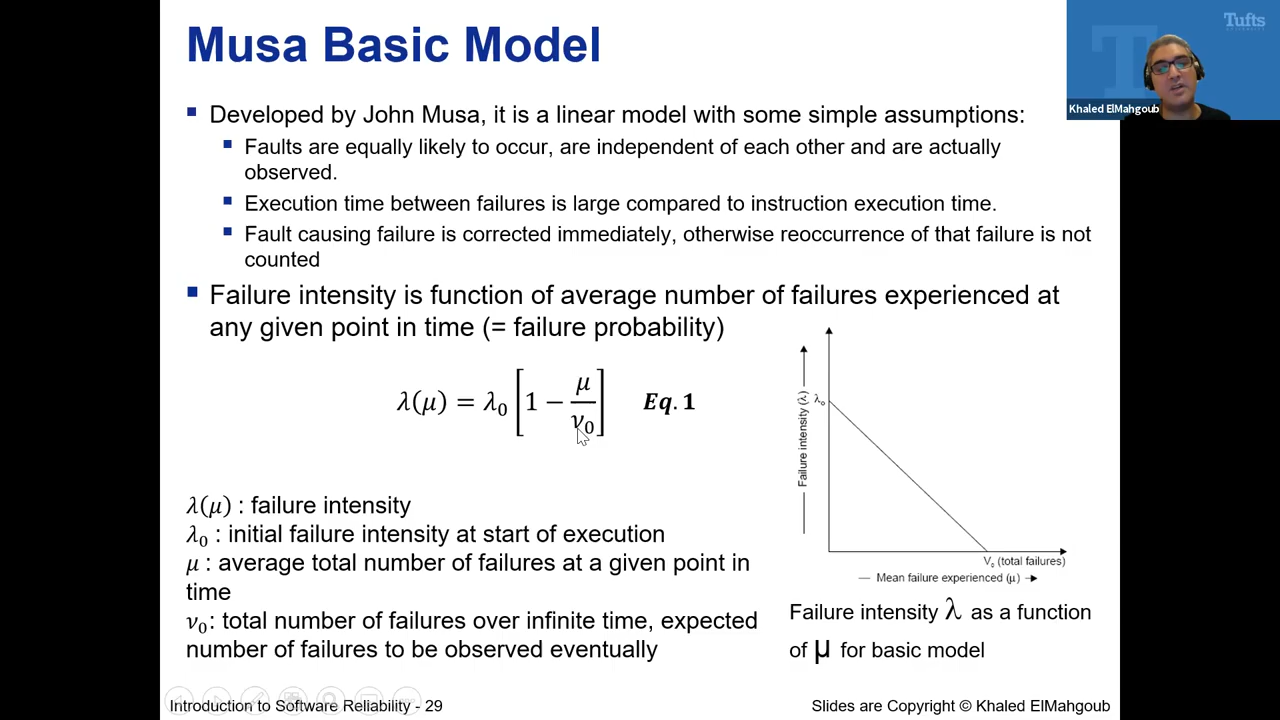 Musa Basic Model
Tufts
UNIVERSITY
Khaled ElMahgoub
Developed by John Musa, it is a linear model with some simple assumptions:
Faults are equally likely to occur, are independent of each other and are actually
observed.
Execution time between failures is large compared to instruction execution time.
Fault causing failure is corrected immediately, otherwise reoccurrence of that failure is not
counted
Failure intensity is function of average number of failures experienced at
any given point in time (= failure probability)
λ(μ) = λ₀ [1 − μ/ν₀] Eq. 1
λ(μ) : failure intensity
λ₀ : initial failure intensity at start of execution
μ : average total number of failures at a given point in
time
ν₀: total number of failures over infinite time, expected
number of failures to be observed eventually
Failure intensity (λ)
λ₀
V₀ (total failures)
Mean failure experienced (μ)
Failure intensity λ as a function
of μ for basic model
Introduction to Software Reliability - 29
Slides are Copyright © Khaled ElMahgoub